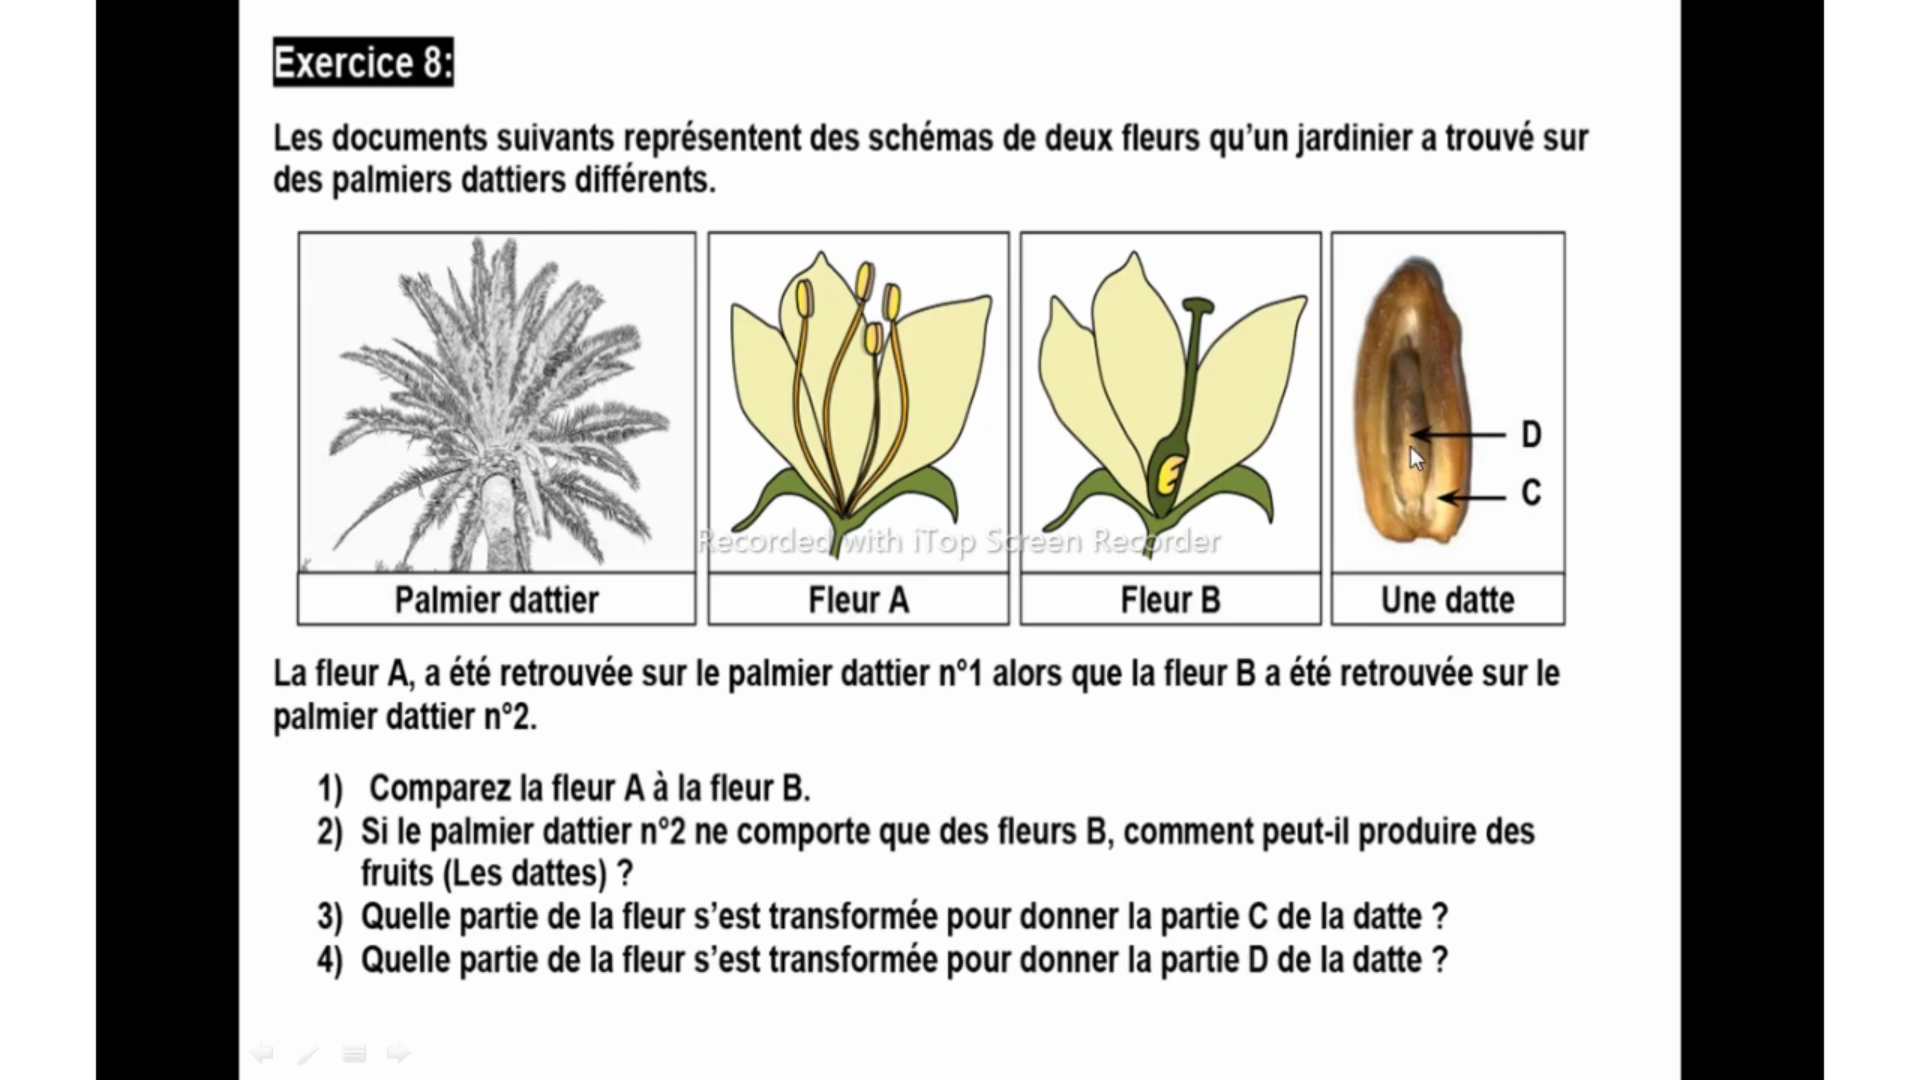 Exercice 8:
Les documents suivants représentent des schémas de deux fleurs qu'un jardinier a trouvé sur
des palmiers dattiers différents.
D
C
Recorded with iTop Screen Recorder
Palmier dattier
Fleur A
Fleur B
Une datte
La fleur A, a été retrouvée sur le palmier dattier n°1 alors que la fleur B a été retrouvée sur le
palmier dattier n°2.
1) Comparez la fleur A à la fleur B.
2) Si le palmier dattier n°2 ne comporte que des fleurs B, comment peut-il produire des
fruits (Les dattes) ?
3) Quelle partie de la fleur s'est transformée pour donner la partie C de la datte ?
4) Quelle partie de la fleur s'est transformée pour donner la partie D de la datte ?